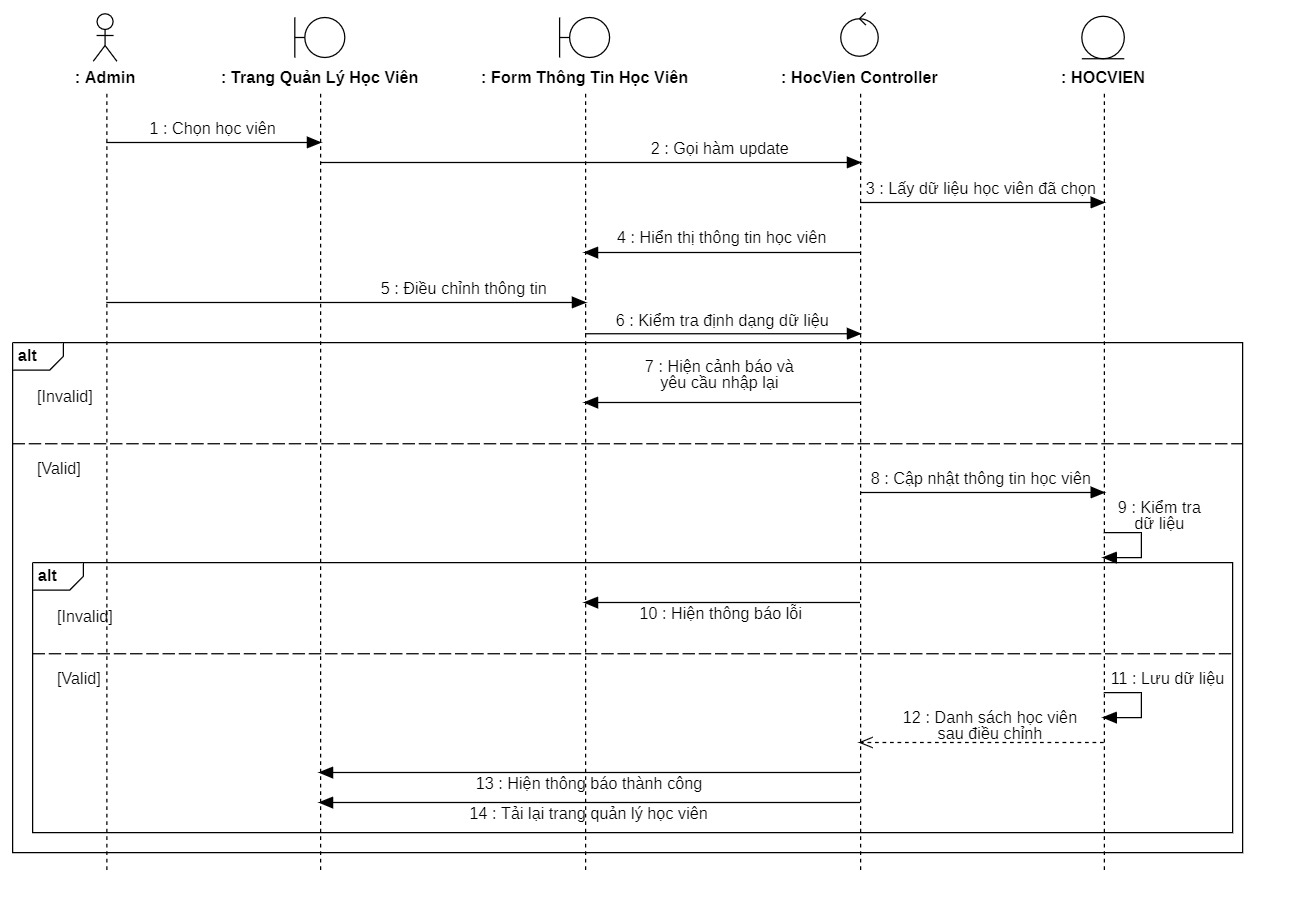 : Admin
: Trang Quản Lý Học Viên
: Form Thông Tin Học Viên
: HocVien Controller
: HOCVIEN
1 : Chọn học viên
2 : Gọi hàm update
3 : Lấy dữ liệu học viên đã chọn
4 : Hiển thị thông tin học viên
5 : Điều chỉnh thông tin
6 : Kiểm tra định dạng dữ liệu
alt
7 : Hiện cảnh báo và
yêu cầu nhập lại
[Invalid]
[Valid]
8 : Cập nhật thông tin học viên
9 : Kiểm tra
dữ liệu
alt
[Invalid]
10 : Hiện thông báo lỗi
[Valid]
11 : Lưu dữ liệu
12 : Danh sách học viên
sau điều chỉnh
13 : Hiện thông báo thành công
14 : Tải lại trang quản lý học viên